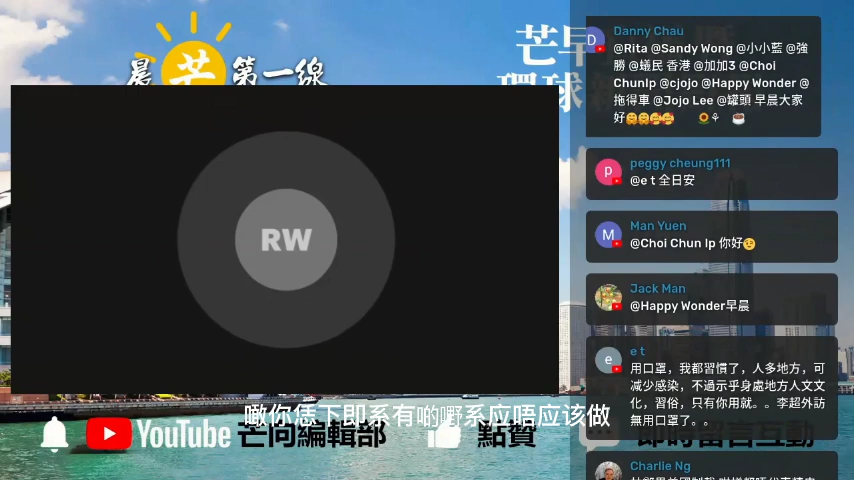 晨 芒 第一線
芒早
環球
RW
噉你恁下即系有啲嘢系应唔应该做
YouTube 芒向編輯部
點贊
即時留言互動
Danny Chau
@Rita @Sandy Wong @小小藍 @強
勝 @蟻民 香港 @加加3 @Choi
ChunIp @cjojo @Happy Wonder @
拖得車 @Jojo Lee @罐頭 早晨大家
好🤗🤗🥰🥰 🌻⚘ ☕
peggy cheung111
@e t 全日安
Man Yuen
@Choi Chun Ip 你好😉
Jack Man
@Happy Wonder早晨
e t
用口罩，我都習慣了，人多地方，可
減少感染，不過示乎身處地方人文文
化，習俗，只有你用就。。李超外訪
無用口罩了。。
Charlie Ng